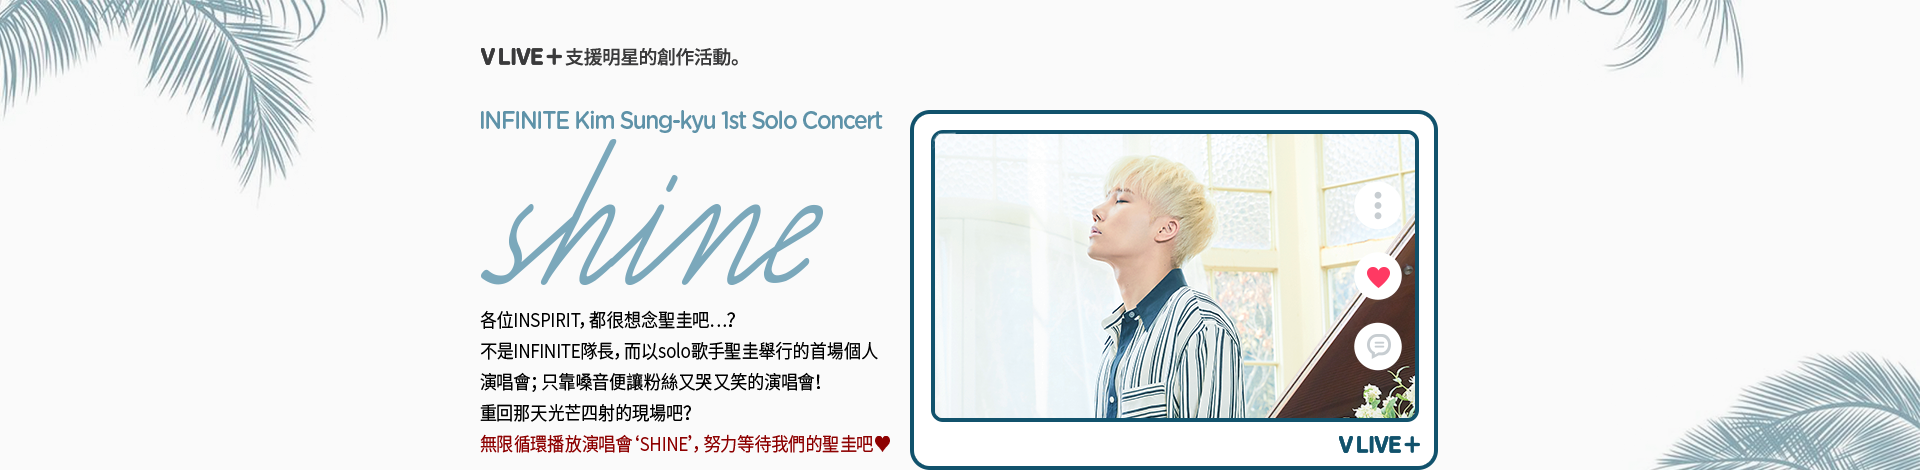 V LIVE+支援明星的創作活動。
INFINITE Kim Sung-kyu 1st Solo Concert
shine
各位INSPIRIT, 都很想念聖圭吧...?
不是INFINITE隊長, 而以solo歌手聖圭舉行的首場個人
演唱會; 只靠嗓音便讓粉絲又哭又笑的演唱會!
重回那天光芒四射的現場吧?
無限循環播放演唱會 ‘SHINE’, 努力等待我們的聖圭吧♥
V LIVE+